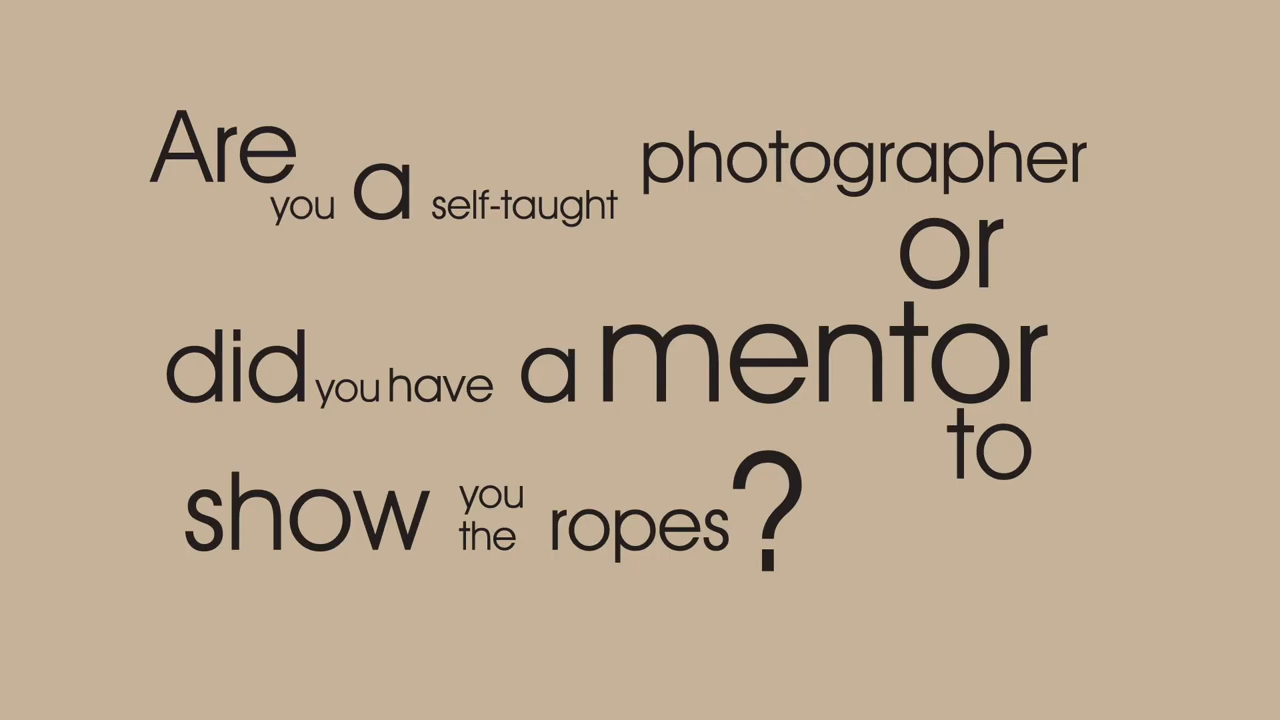 Are you a self-taught photographer
or
did you have a mentor
to
show you the ropes?